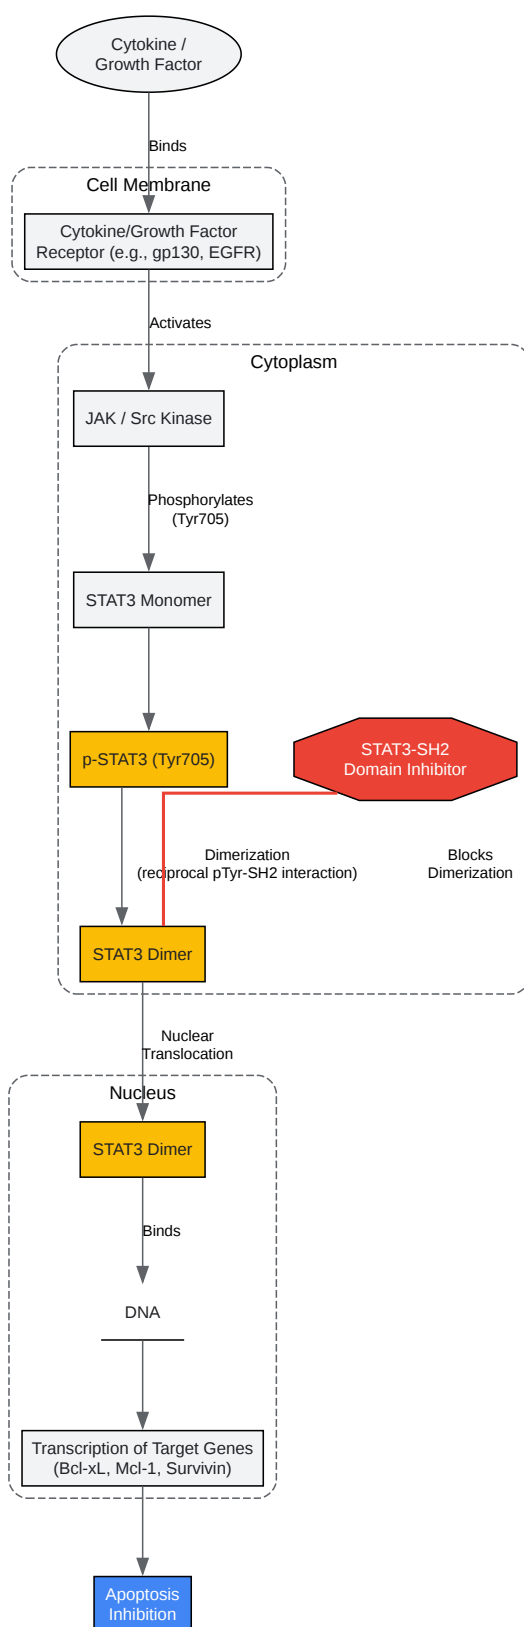 Cytokine /
Growth Factor
Binds
Cell Membrane
Cytokine/Growth Factor
Receptor (e.g., gp130, EGFR)
Activates
Cytoplasm
JAK / Src Kinase
Phosphorylates
(Tyr705)
STAT3 Monomer
p-STAT3 (Tyr705)
STAT3-SH2
Domain Inhibitor
Dimerization
(reciprocal pTyr-SH2 interaction)
Blocks
Dimerization
STAT3 Dimer
Nuclear
Translocation
Nucleus
STAT3 Dimer
Binds
DNA
Transcription of Target Genes
(Bcl-xL, Mcl-1, Survivin)
Apoptosis
Inhibition